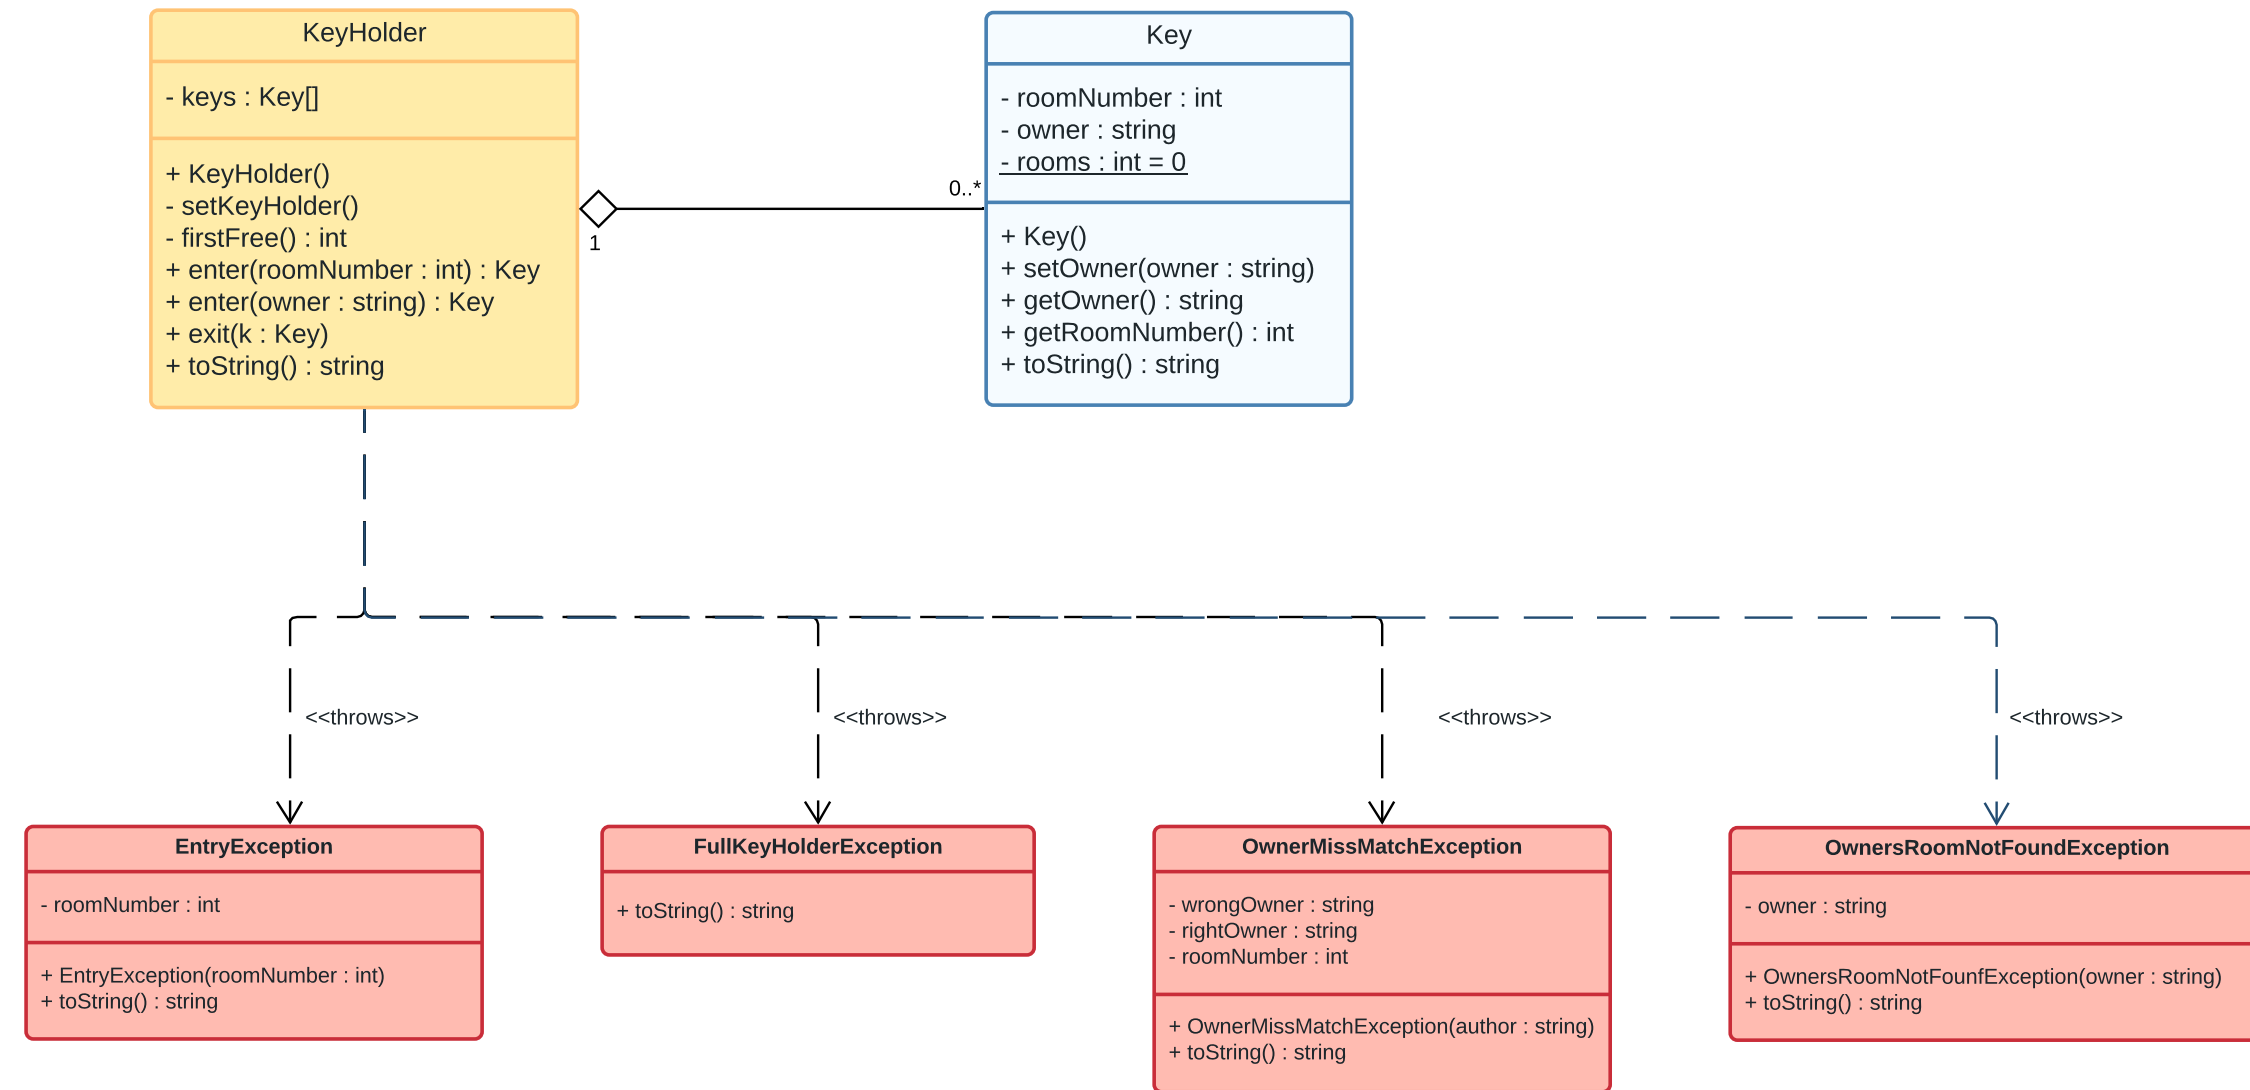 KeyHolder
- keys : Key[]
+ KeyHolder()
- setKeyHolder()
- firstFree() : int
+ enter(roomNumber : int) : Key
+ enter(owner : string) : Key
+ exit(k : Key)
+ toString() : string
1
0..*
Key
- roomNumber : int
- owner : string
- rooms : int = 0
+ Key()
+ setOwner(owner : string)
+ getOwner() : string
+ getRoomNumber() : int
+ toString() : string
<<throws>>
<<throws>>
<<throws>>
<<throws>>
EntryException
- roomNumber : int
+ EntryException(roomNumber : int)
+ toString() : string
FullKeyHolderException
+ toString() : string
OwnerMissMatchException
- wrongOwner : string
- rightOwner : string
- roomNumber : int
+ OwnerMissMatchException(author : string)
+ toString() : string
OwnersRoomNotFoundException
- owner : string
+ OwnersRoomNotFounfException(owner : string)
+ toString() : string